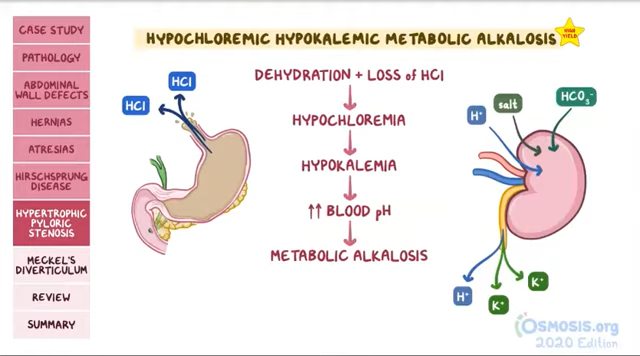 CASE STUDY
PATHOLOGY
ABDOMINAL
WALL DEFECTS
HERNIAS
ATRESIAS
HIRSCHSPRUNG
DISEASE
HYPERTROPHIC
PYLORIC
STENOSIS
MECKEL'S
DIVERTICULUM
REVIEW
SUMMARY
HYPOCHLOREMIC HYPOKALEMIC METABOLIC ALKALOSIS
HIGH
YIELD
HCl
HCl
DEHYDRATION + LOSS of HCl
HYPOCHLOREMIA
HYPOKALEMIA
↑↑ BLOOD pH
METABOLIC ALKALOSIS
H⁺
salt
HCO₃⁻
H⁺
K⁺
K⁺
OSMOSIS.org
2020 Edition